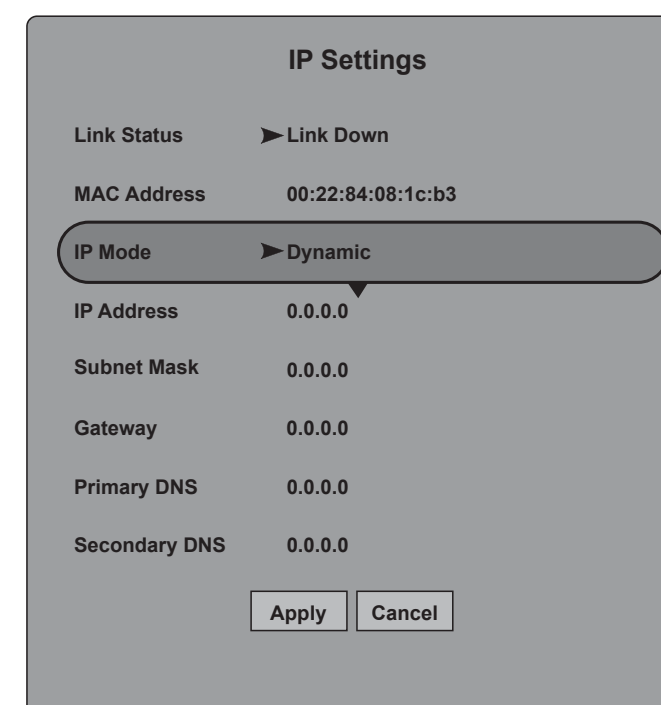 IP Settings
Link Status Link Down
MAC Address 00:22:84:08:1c:b3
IP Mode Dynamic
IP Address 0.0.0.0
Subnet Mask 0.0.0.0
Gateway 0.0.0.0
Primary DNS 0.0.0.0
Secondary DNS 0.0.0.0
Apply Cancel